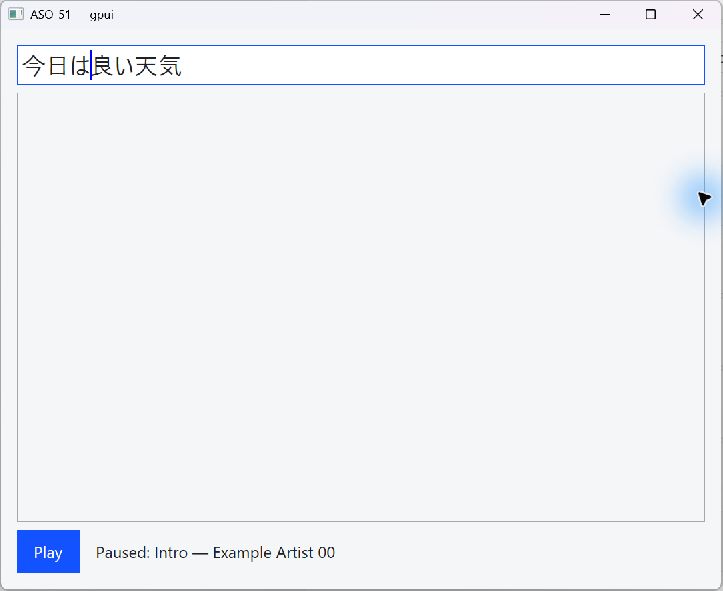 ASO 51 gpui
今日は良い天気
Play
Paused: Intro — Example Artist 00